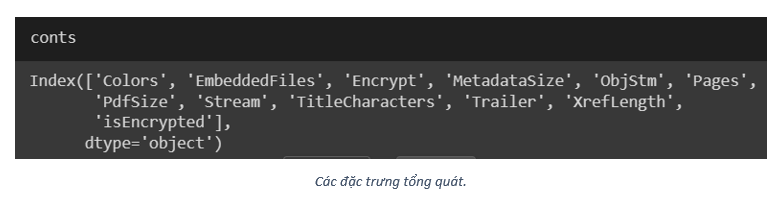 conts
Index(['Colors', 'EmbeddedFiles', 'Encrypt', 'MetadataSize', 'ObjStm', 'Pages',
'PdfSize', 'Stream', 'TitleCharacters', 'Trailer', 'XrefLength',
'isEncrypted'],
dtype='object')
Các đặc trưng tổng quát.